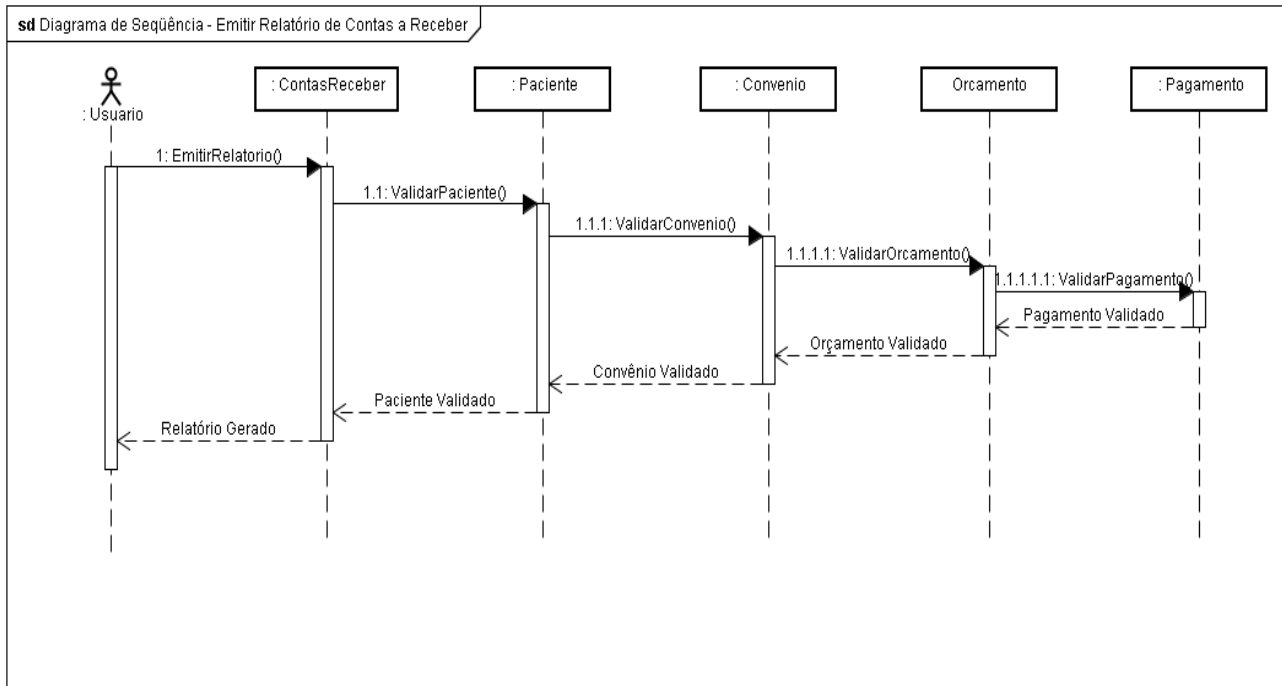 sd Diagrama de Seqüência - Emitir Relatório de Contas a Receber
: Usuario
: ContasReceber
: Paciente
: Convenio
Orcamento
: Pagamento
1: EmitirRelatorio()
1.1: ValidarPaciente()
1.1.1: ValidarConvenio()
1.1.1.1: ValidarOrcamento()
1.1.1.1.1: ValidarPagamento()
Pagamento Validado
Orçamento Validado
Convênio Validado
Paciente Validado
Relatório Gerado